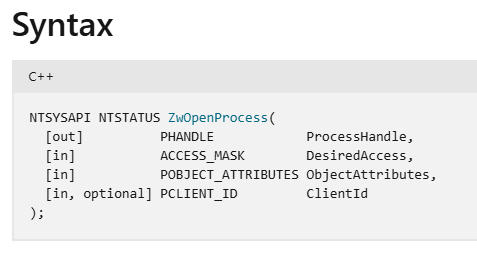 Syntax
C++
NTSYSAPI NTSTATUS ZwOpenProcess(
  [out]          PHANDLE            ProcessHandle,
  [in]           ACCESS_MASK        DesiredAccess,
  [in]           POBJECT_ATTRIBUTES ObjectAttributes,
  [in, optional] PCLIENT_ID         ClientId
);